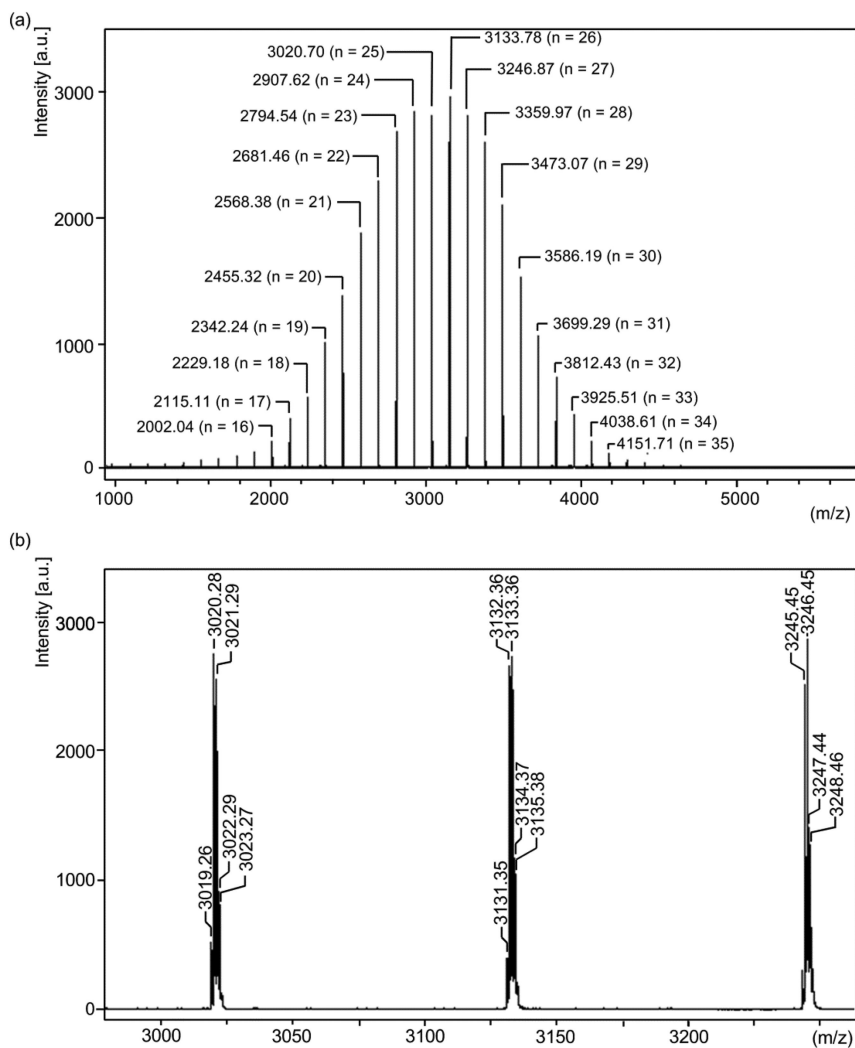 (a)
Intensity [a.u.]
3000
2000
1000
0
2002.04 (n = 16)
2115.11 (n = 17)
2229.18 (n = 18)
2342.24 (n = 19)
2455.32 (n = 20)
2568.38 (n = 21)
2681.46 (n = 22)
2794.54 (n = 23)
2907.62 (n = 24)
3020.70 (n = 25)
3133.78 (n = 26)
3246.87 (n = 27)
3359.97 (n = 28)
3473.07 (n = 29)
3586.19 (n = 30)
3699.29 (n = 31)
3812.43 (n = 32)
3925.51 (n = 33)
4038.61 (n = 34)
4151.71 (n = 35)
1000 2000 3000 4000 5000
(m/z)
(b)
Intensity [a.u.]
3000
2000
1000
0
3019.26
3020.28
3021.29
3022.29
3023.27
3131.35
3132.36
3133.36
3134.37
3135.38
3245.45
3246.45
3247.44
3248.46
3000 3050 3100 3150 3200 (m/z)